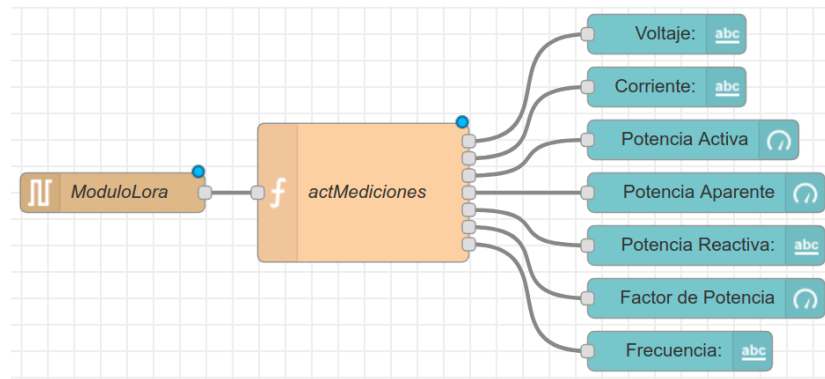 Voltaje: abc
Corriente: abc
Potencia Activa
ModuloLora
actMediciones
Potencia Aparente
Potencia Reactiva: abc
Factor de Potencia
Frecuencia: abc